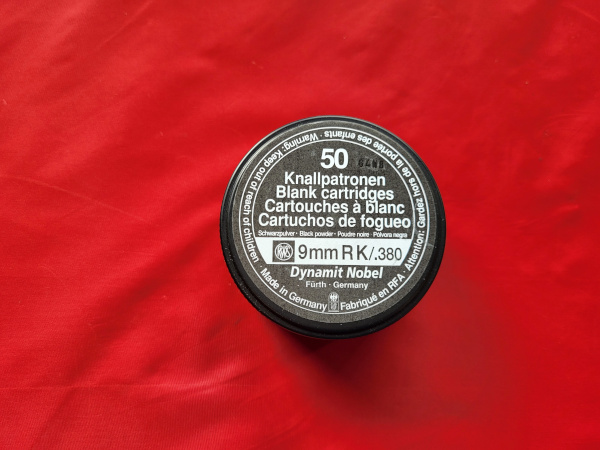 50
Knallpatronen
Blank cartridges
Cartouches à blanc
Cartuchos de fogueo
Schwarzpulver · Black powder · Poudre noire · Pólvora negra
RWS 9mm R K/.380
Dynamit Nobel
Fürth · Germany
Warning: Keep out of reach of children · Made in Germany
Fabriqué en RFA · Attention: Gardez hors de la portée des enfants ·